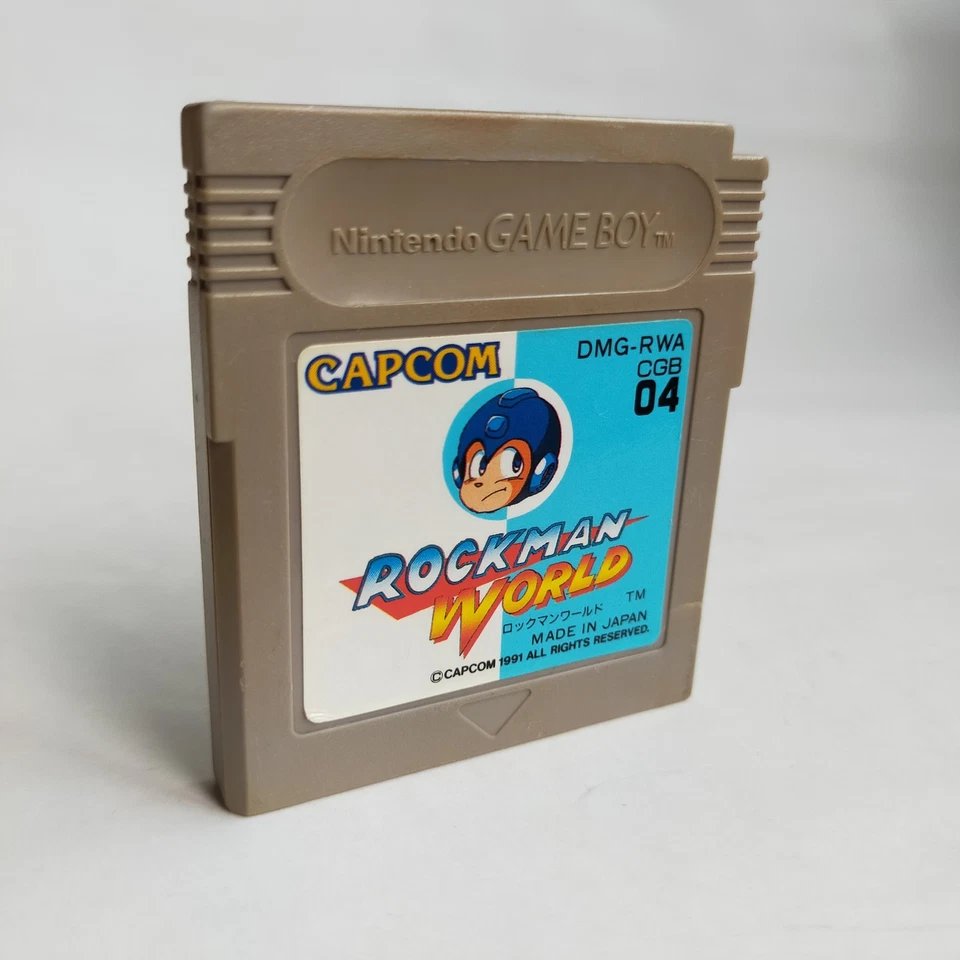 Nintendo GAME BOY TM
CAPCOM
DMG-RWA
CGB
04
ROCKMAN
WORLD
ロックマンワールド TM
MADE IN JAPAN
©CAPCOM 1991 ALL RIGHTS RESERVED.